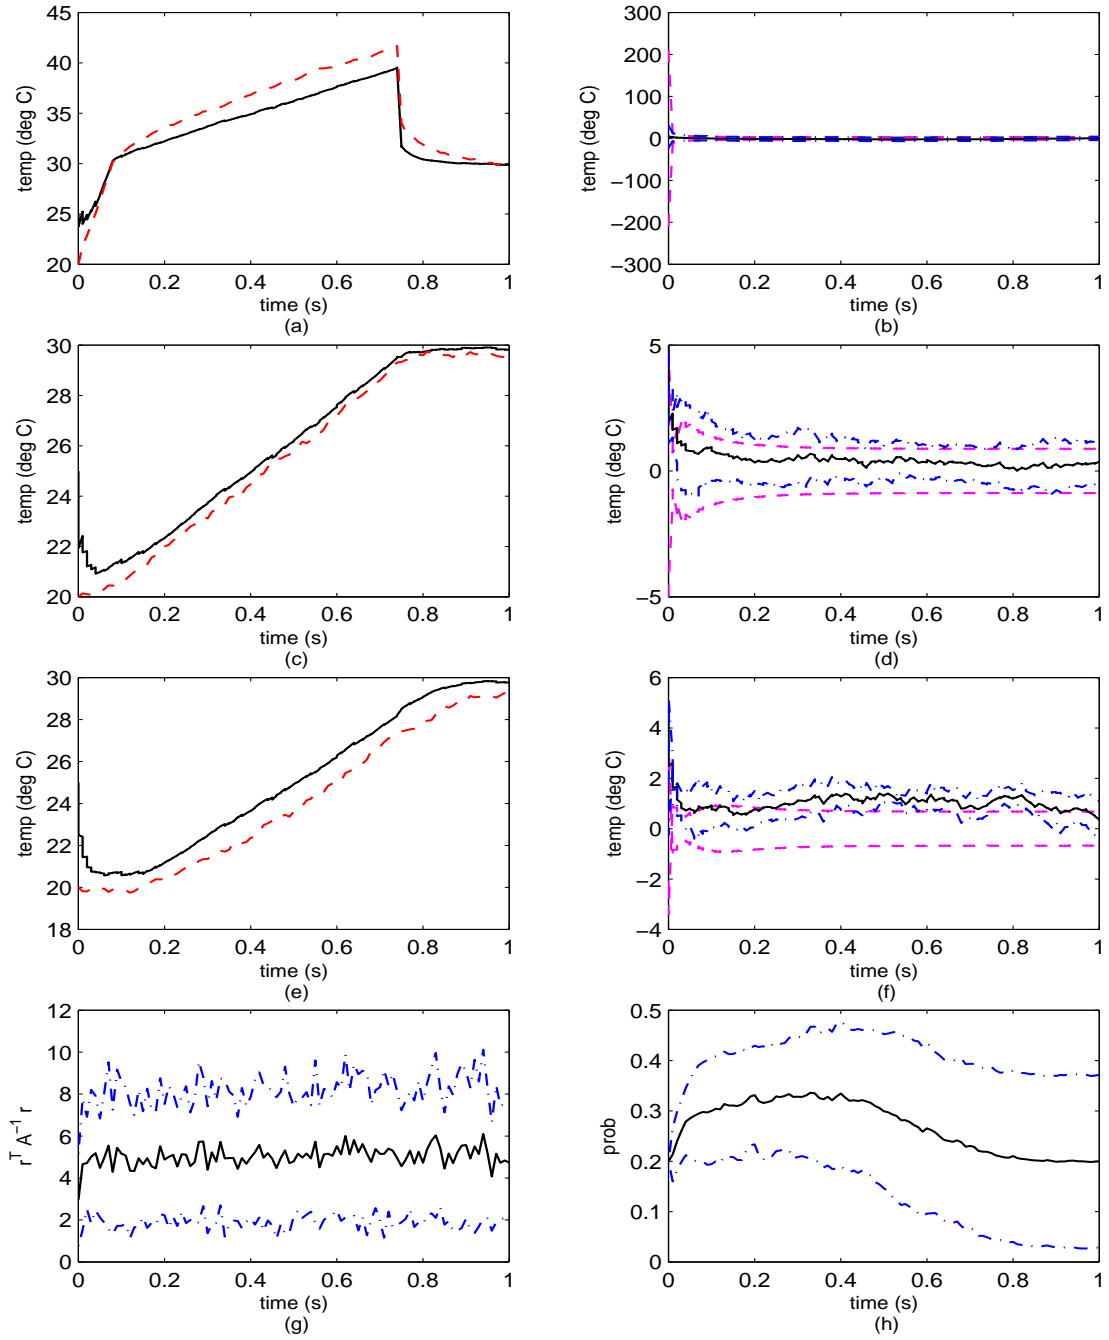 45
40
35
30
25
20
temp (deg C)
0 0.2 0.4 0.6 0.8 1
time (s)
(a)
300
200
100
0
−100
−200
−300
temp (deg C)
0 0.2 0.4 0.6 0.8 1
time (s)
(b)
30
28
26
24
22
20
temp (deg C)
0 0.2 0.4 0.6 0.8 1
time (s)
(c)
5
0
−5
temp (deg C)
0 0.2 0.4 0.6 0.8 1
time (s)
(d)
30
28
26
24
22
20
18
temp (deg C)
0 0.2 0.4 0.6 0.8 1
time (s)
(e)
6
4
2
0
−2
−4
temp (deg C)
0 0.2 0.4 0.6 0.8 1
time (s)
(f)
12
10
8
6
4
2
0
r^T A^−1 r
0 0.2 0.4 0.6 0.8 1
time (s)
(g)
0.5
0.4
0.3
0.2
0.1
0
prob
0 0.2 0.4 0.6 0.8 1
time (s)
(h)